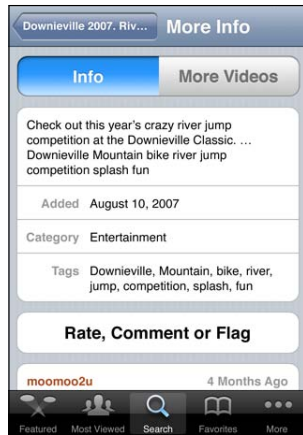 Downieville 2007. Riv...
More Info
Info
More Videos
Check out this year's crazy river jump
competition at the Downieville Classic. ...
Downieville Mountain bike river jump
competition splash fun
Added August 10, 2007
Category Entertainment
Tags Downieville, Mountain, bike, river,
jump, competition, splash, fun
Rate, Comment or Flag
moomoo2u 4 Months Ago
Featured Most Viewed Search Favorites More